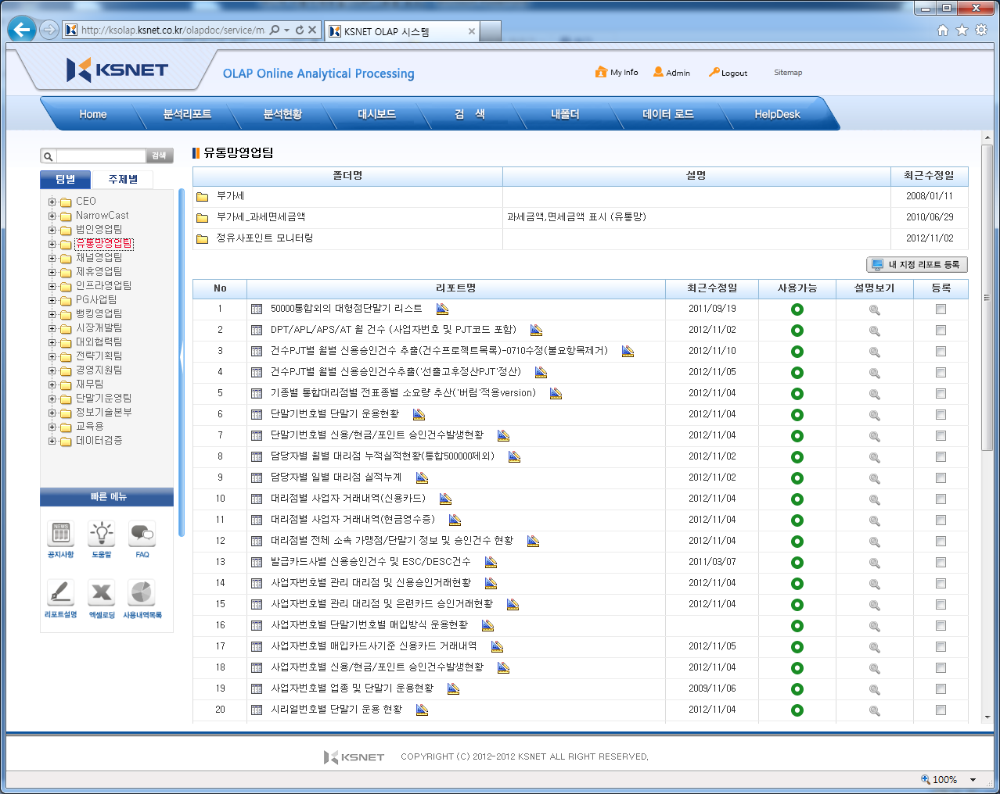 http://ksolap.ksnet.co.kr/olapdoc/service/m
KSNET OLAP 시스템
KSNET
OLAP Online Analytical Processing
My Info Admin Logout Sitemap
Home 분석리포트 분석현황 대시보드 검 색 내폴더 데이터 로드 HelpDesk
검색
팀별 주제별
CEO
NarrowCast
법인영업팀
유통망영업팀
채널영업팀
제휴영업팀
인프라영업팀
PG사업팀
뱅킹영업팀
시장개발팀
대외협력팀
전략기획팀
경영지원팀
재무팀
단말기운영팀
정보기술본부
교육용
데이터검증
빠른 메뉴
NEWS
공지사항 도움말 FAQ
리포트설명 엑셀로딩 사용내역목록
유통망영업팀
폴더명 설명 최근수정일
부가세 2008/01/11
부가세_과세면세금액 과세금액,면세금액 표시 (유통망) 2010/06/29
정유사포인트 모니터링 2012/11/02
내 지정 리포트 등록
No 리포트명 최근수정일 사용가능 설명보기 등록
1 50000통합외의 대형점단말기 리스트 2011/09/19
2 DPT/APL/APS/AT 월 건수 (사업자번호 및 PJT코드 포함) 2012/11/02
3 건수PJT별 월별 신용승인건수 추출(건수프로젝트목록)-0710수정(불요항목제거) 2012/11/10
4 건수PJT별 월별 신용승인건수추출('선출고후정산PJT'정산) 2012/11/05
5 기종별 통합대리점별 전표종별 소요량 추산('버림'적용version) 2012/11/04
6 단말기번호별 단말기 운용현황 2012/11/04
7 단말기번호별 신용/현금/포인트 승인건수발생현황 2012/11/04
8 담당자별 월별 대리점 누적실적현황(통합500000제외) 2012/11/02
9 담당자별 일별 대리점 실적누계 2012/11/02
10 대리점별 사업자 거래내역(신용카드) 2012/11/04
11 대리점별 사업자 거래내역(현금영수증) 2012/11/04
12 대리점별 전체 소속 가맹점/단말기 정보 및 승인건수 현황 2012/11/04
13 발급카드사별 신용승인건수 및 ESC/DESC건수 2011/03/07
14 사업자번호별 관리 대리점 및 신용승인거래현황 2012/11/04
15 사업자번호별 관리 대리점 및 은련카드 승인거래현황 2012/11/04
16 사업자번호별 단말기번호별 매입방식 운용현황
17 사업자번호별 매입카드사기준 신용카드 거래내역 2012/11/05
18 사업자번호별 신용/현금/포인트 승인건수발생현황 2012/11/04
19 사업자번호별 업종 및 단말기 운용현황 2009/11/06
20 시리얼번호별 단말기 운용 현황 2012/11/04
KSNET COPYRIGHT (C) 2012-2012 KSNET ALL RIGHT RESERVED,
100%